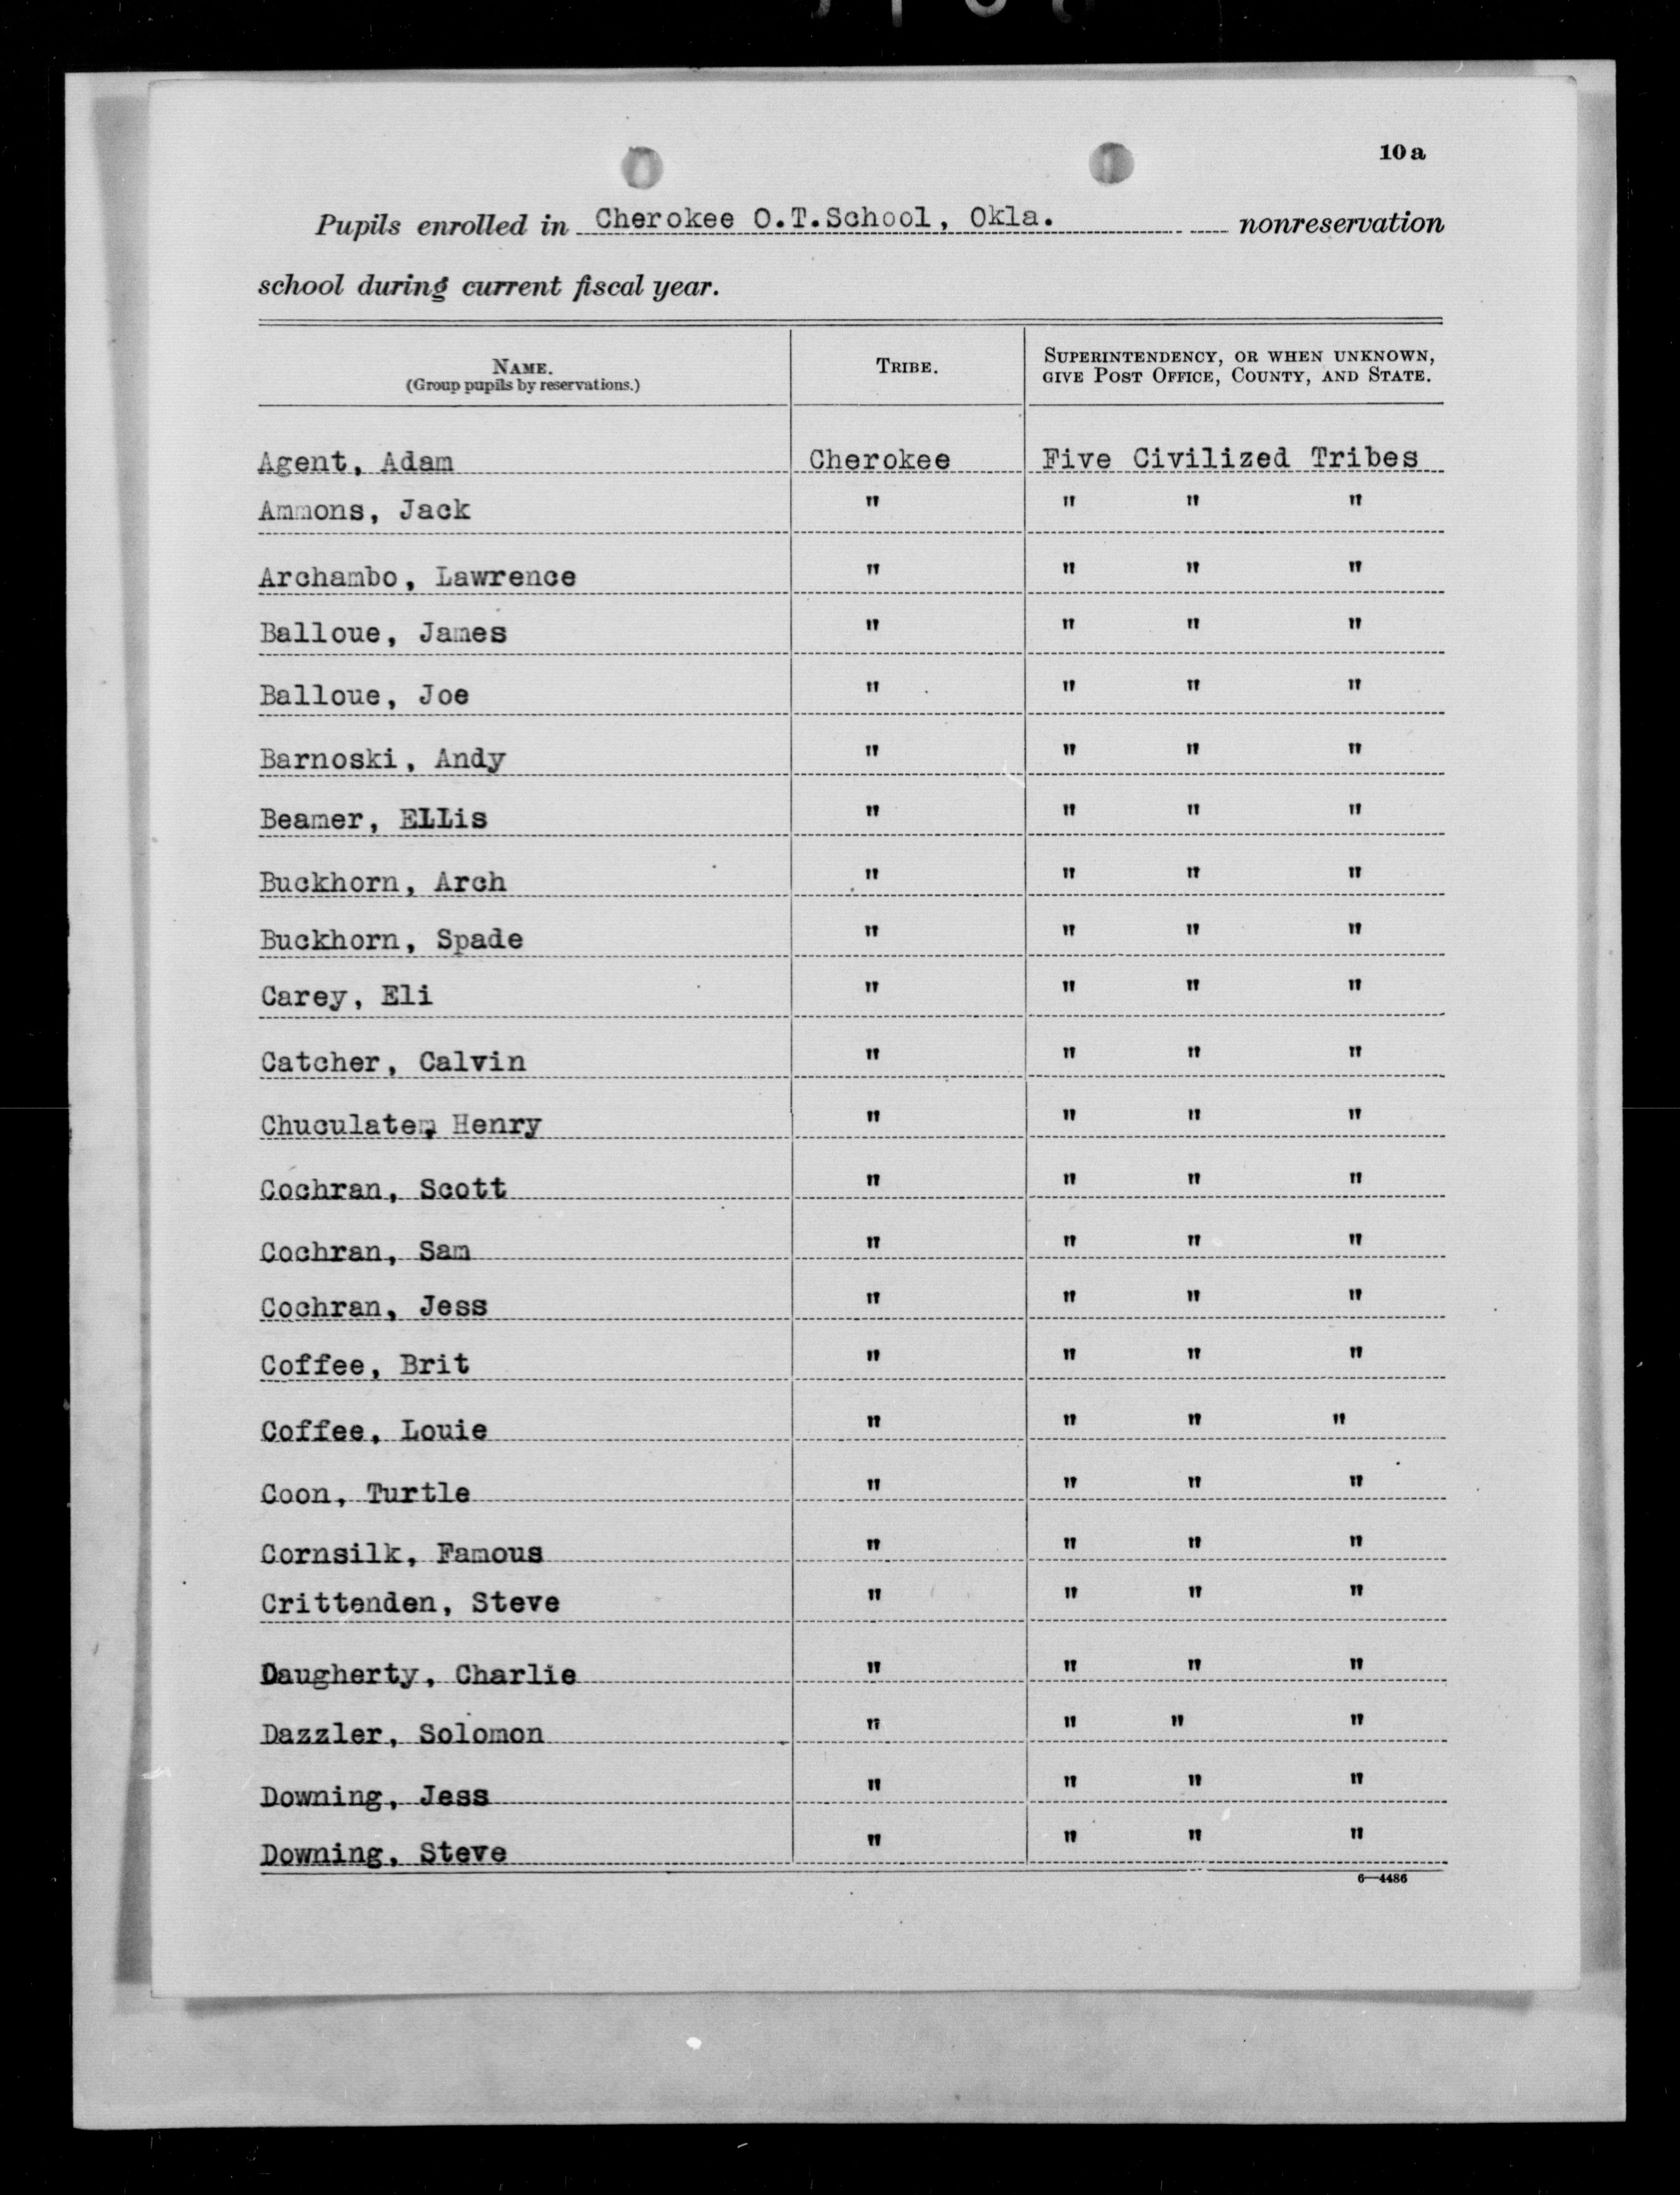 10 a
Pupils enrolled in Cherokee O.T.School, Okla. nonreservation
school during current fiscal year.
NAME.
(Group pupils by reservations.)
TRIBE.
SUPERINTENDENCY, OR WHEN UNKNOWN,
GIVE POST OFFICE, COUNTY, AND STATE.
Agent, Adam Cherokee Five Civilized Tribes
Ammons, Jack " " " "
Archambo, Lawrence " " " "
Balloue, James " " " "
Balloue, Joe " " " "
Barnoski, Andy " " " "
Beamer, ELLis " " " "
Buckhorn, Arch " " " "
Buckhorn, Spade " " " "
Carey, Eli " " " "
Catcher, Calvin " " " "
Chuculate, Henry " " " "
Cochran, Scott " " " "
Cochran, Sam " " " "
Cochran, Jess " " " "
Coffee, Brit " " " "
Coffee, Louie " " " "
Coon, Turtle " " " "
Cornsilk, Famous " " " "
Crittenden, Steve " " " "
Daugherty, Charlie " " " "
Dazzler, Solomon " " " "
Downing, Jess " " " "
Downing, Steve " " " "
6—4486